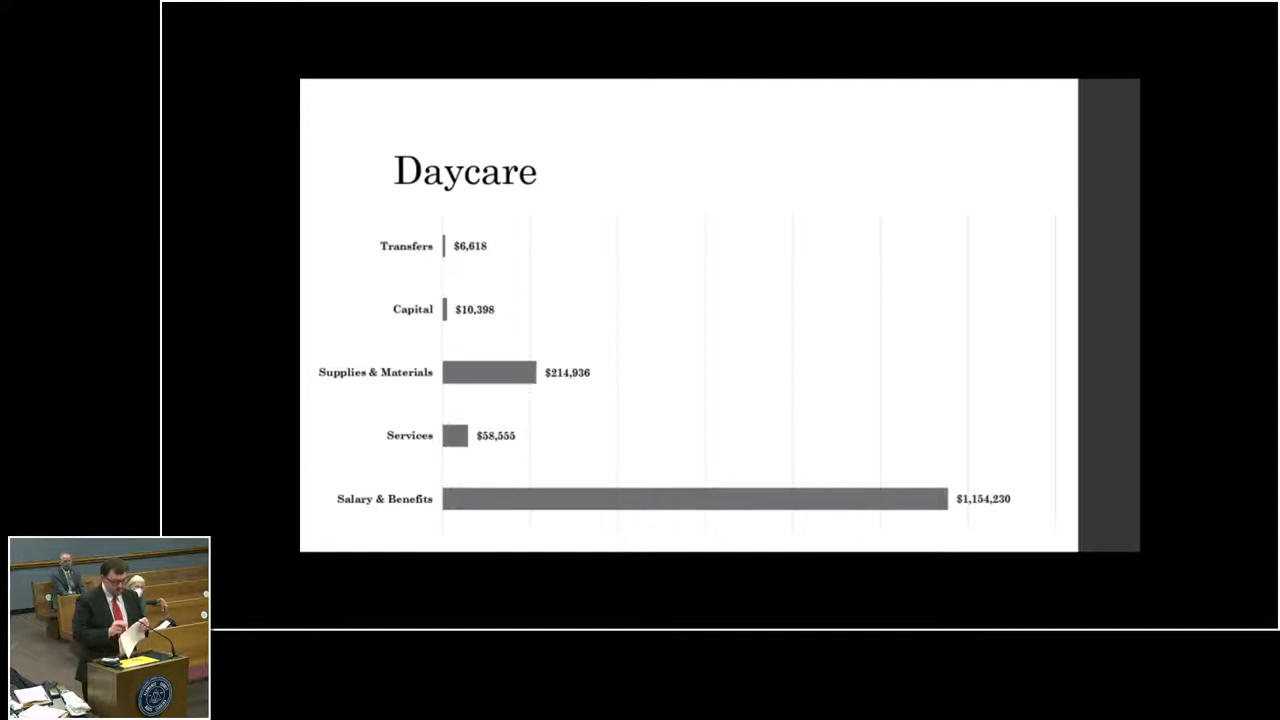 Daycare
Transfers $6,618
Capital $10,398
Supplies & Materials $214,936
Services $58,555
Salary & Benefits $1,154,230